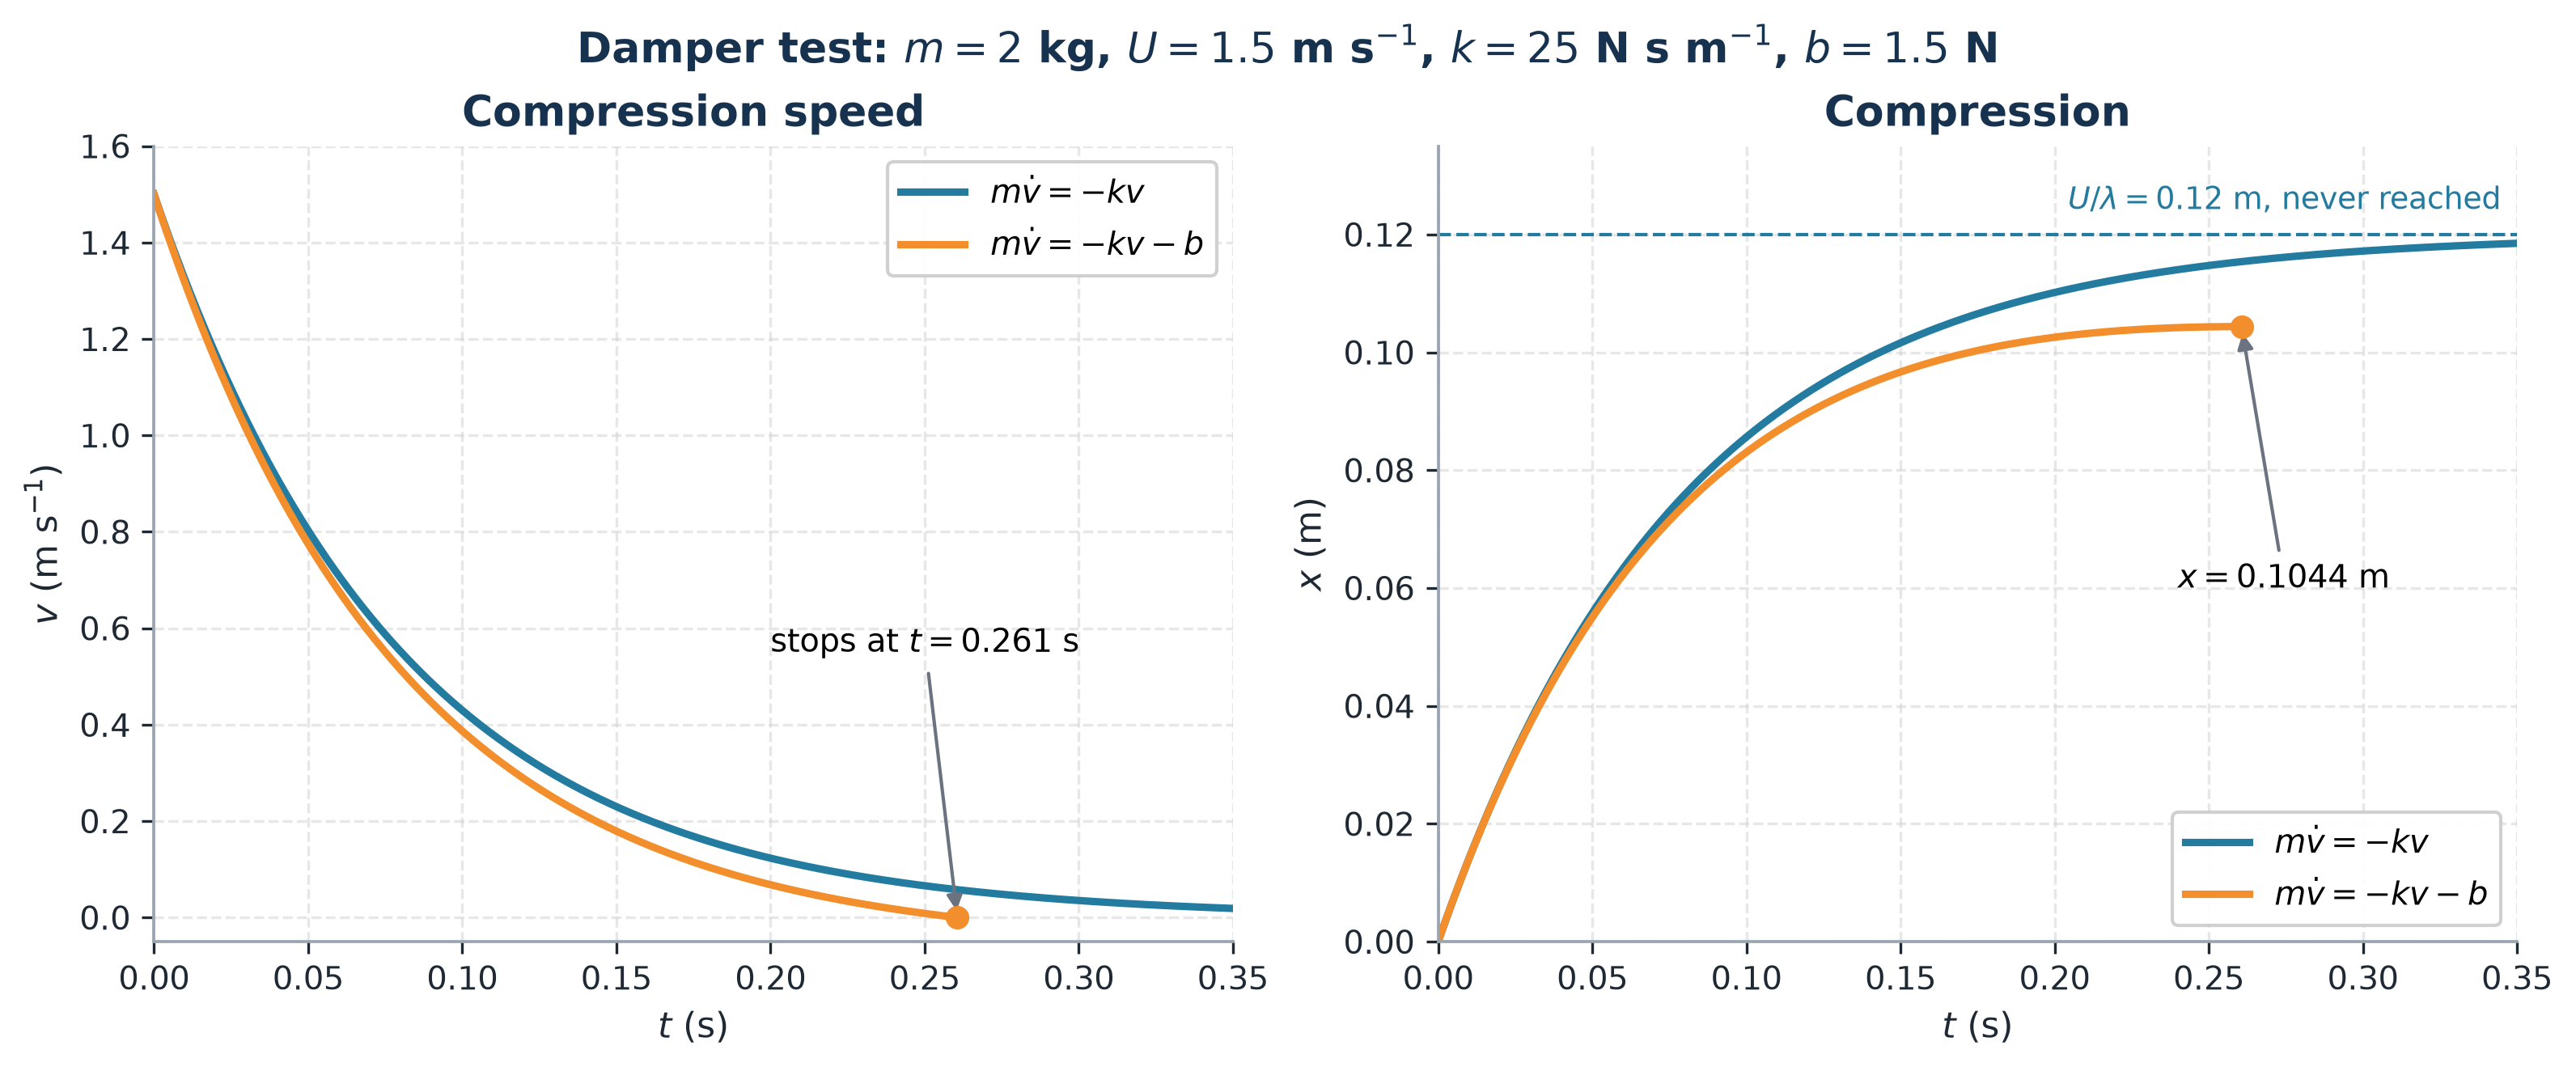 Damper test: m = 2 kg, U = 1.5 m s⁻¹, k = 25 N s m⁻¹, b = 1.5 N
Compression speed
1.6
1.4
1.2
1.0
0.8
0.6
0.4
0.2
0.0
v (m s⁻¹)
mv̇ = −kv
mv̇ = −kv − b
stops at t = 0.261 s
0.00 0.05 0.10 0.15 0.20 0.25 0.30 0.35
t (s)
Compression
0.12
0.10
0.08
0.06
0.04
0.02
0.00
x (m)
U/λ = 0.12 m, never reached
x = 0.1044 m
mv̇ = −kv
mv̇ = −kv − b
0.00 0.05 0.10 0.15 0.20 0.25 0.30 0.35
t (s)